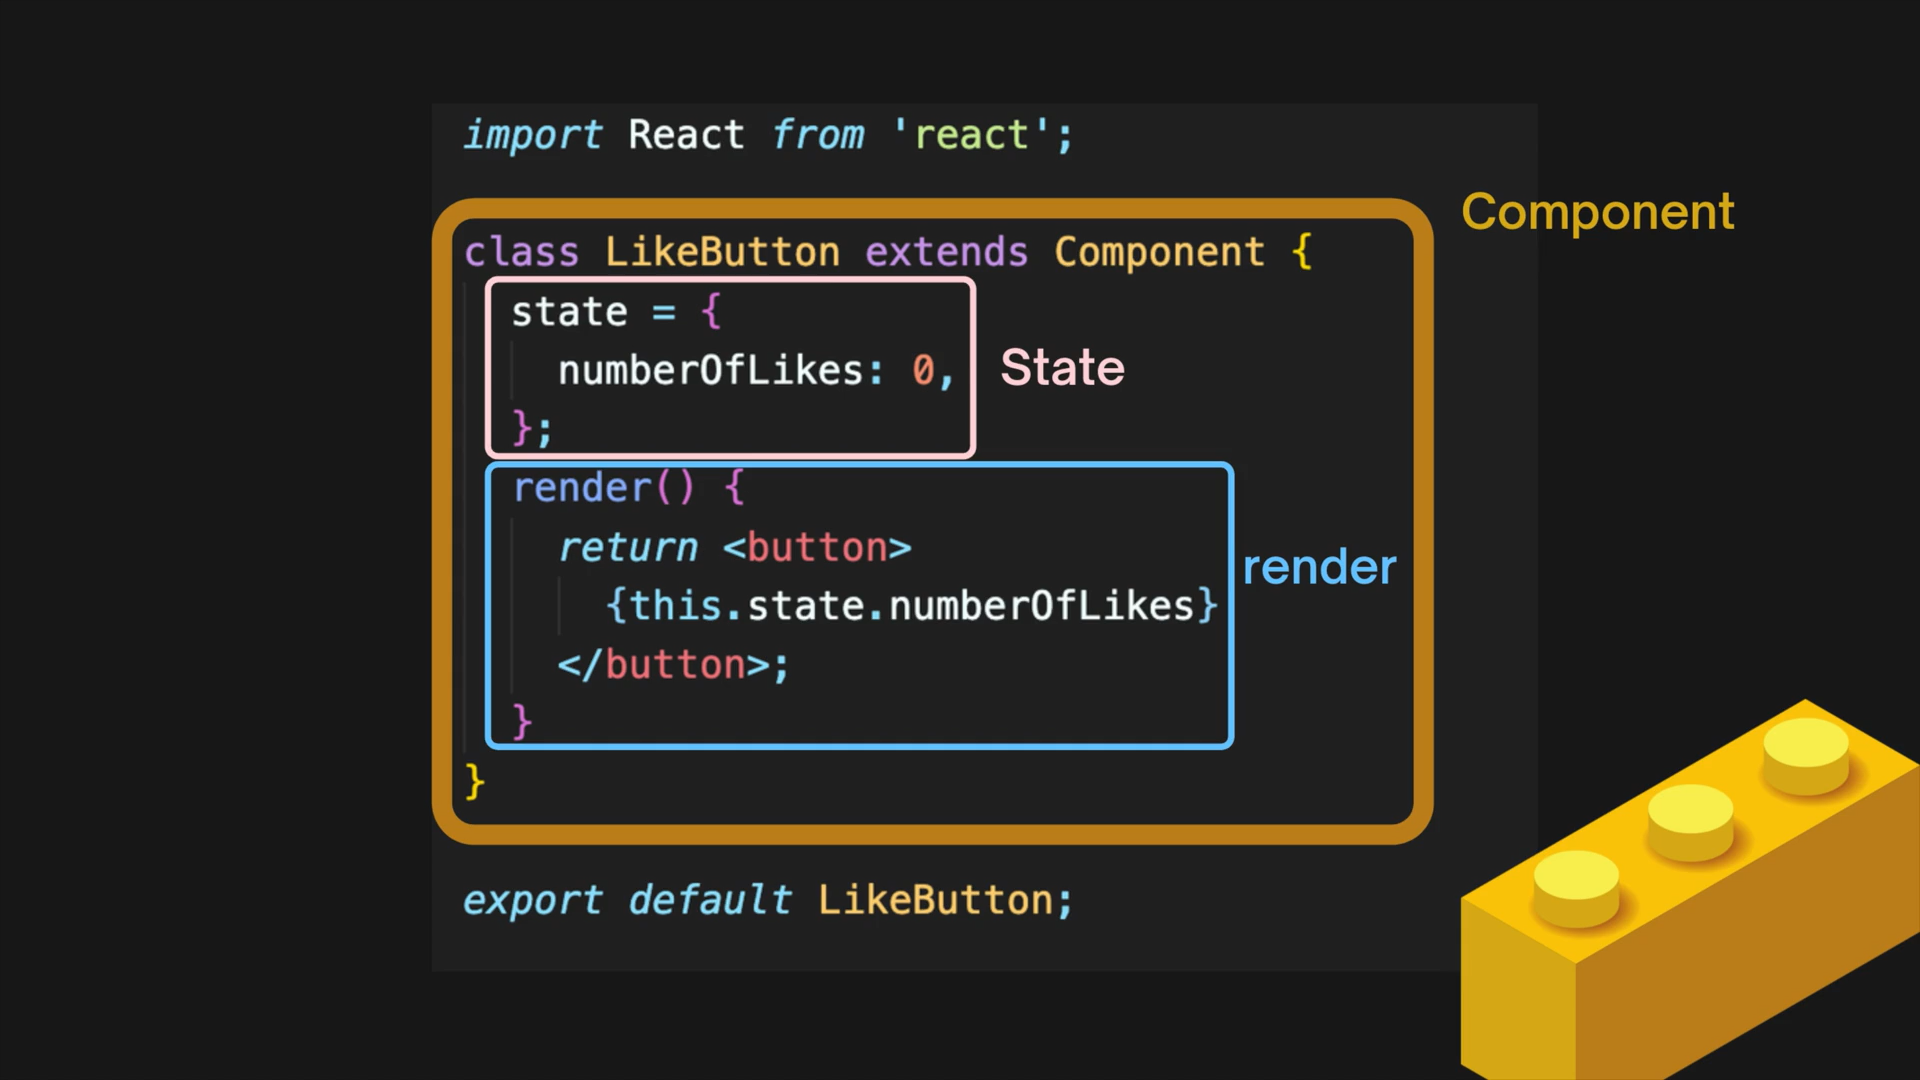 import React from 'react';
Component
class LikeButton extends Component {
state = {
numberOfLikes: 0,
State
};
render() {
return <button>
render
{this.state.numberOfLikes}
</button>;
}
}
export default LikeButton;